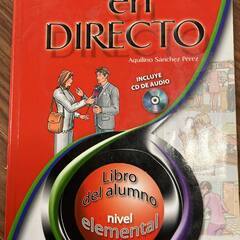 en
DIRECTO
Aquilino Sánchez Pérez
INCLUYE
CD DE AUDIO
Libro
del alumno
nivel
elemental